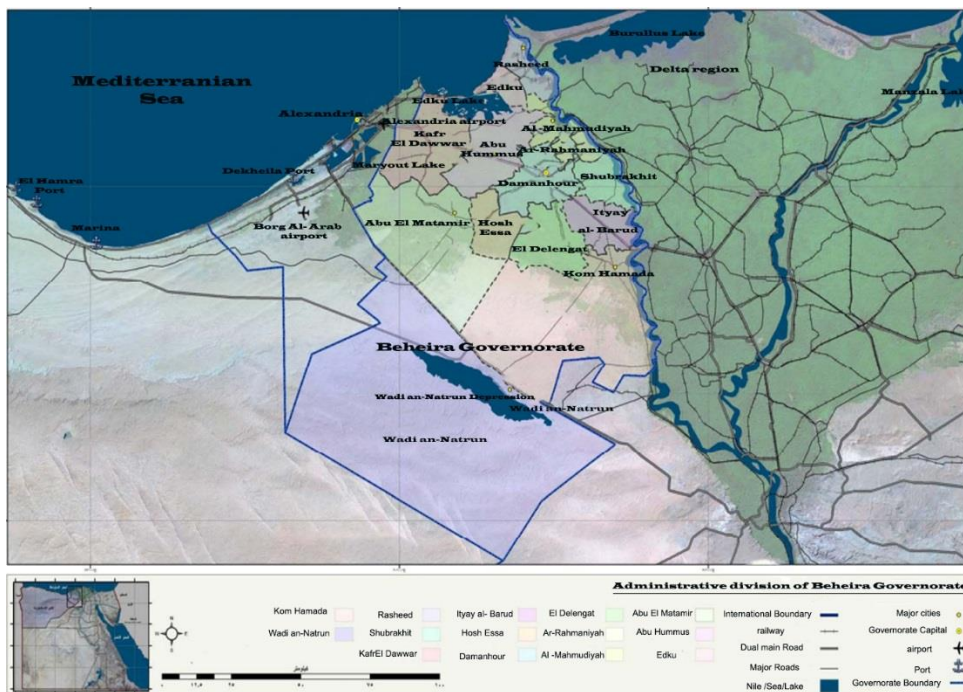 Burullus Lake
Rasheed
Mediterranean
Sea
Delta region
Edku
Manzala Lak
Edku Lake
Alexandria
Alexandria airport
Al-Mahmudiyah
Kafr
El Dawwar
Abu
Hummus
Ar-Rahmaniyah
Maryout Lake
Dekheila Port
Damanhour
Shubrakhit
El Hamra
Port
Abu El Matamir
Hosh
Essa
Ityay
al-Barud
Marina
Borg Al-Arab
airport
El Delengat
Kom Hamada
Beheira Governorate
Wadi an-Natrun Depression
Wadi an-Natrun
Wadi an-Natrun
Administrative division of Beheira Governorate
Kom Hamada
Rasheed
Ityay al- Barud
El Delengat
Abu El Matamir
International Boundary
Major cities
Wadi an-Natrun
Shubrakhit
Hosh Essa
Ar-Rahmaniyah
Abu Hummus
railway
Governorate Capital
KafrEl Dawwar
Damanhour
Al -Mahmudiyah
Edku
Dual main Road
airport
Major Roads
Port
Nile /Sea/Lake
Governorate Boundary
كيلومتر